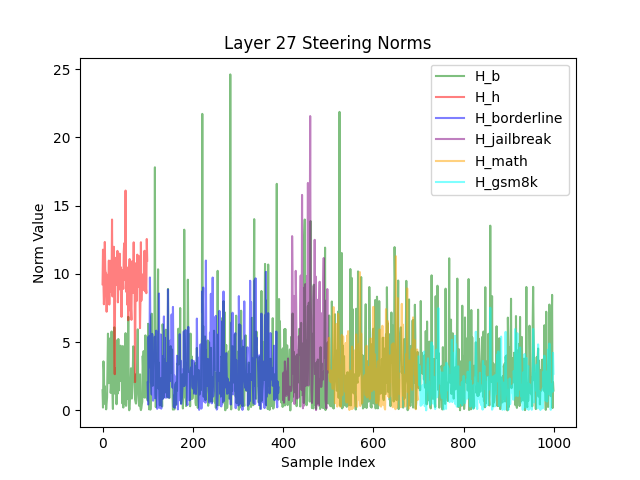 Layer 27 Steering Norms
25
20
15
10
5
0
Norm Value
0
200
400
600
800
1000
Sample Index
H_b
H_h
H_borderline
H_jailbreak
H_math
H_gsm8k